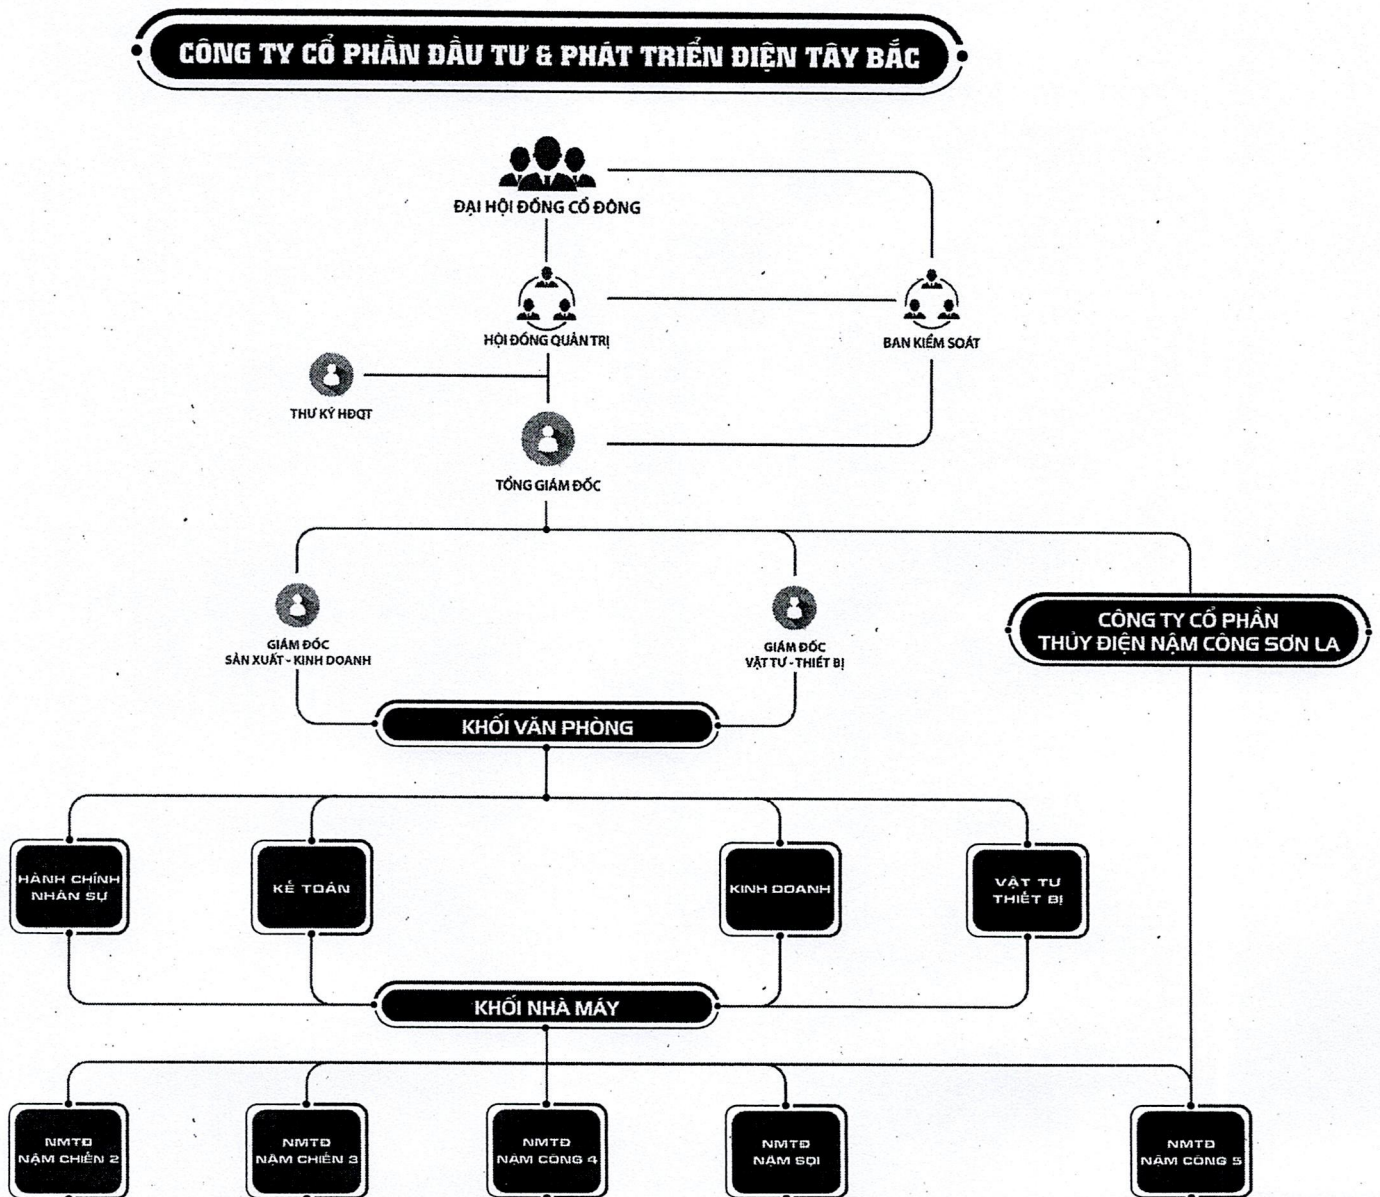 CÔNG TY CỔ PHẦN ĐẦU TƯ & PHÁT TRIỂN ĐIỆN TÂY BẮC
ĐẠI HỘI ĐỒNG CỔ ĐÔNG
HỘI ĐỒNG QUẢN TRỊ
BAN KIỂM SOÁT
THƯ KÝ HĐQT
TỔNG GIÁM ĐỐC
GIÁM ĐỐC
SẢN XUẤT - KINH DOANH
GIÁM ĐỐC
VẬT TƯ - THIẾT BỊ
CÔNG TY CỔ PHẦN
THỦY ĐIỆN NẬM CÔNG SƠN LA
KHỐI VĂN PHÒNG
HÀNH CHÍNH
NHÂN SỰ
KẾ TOÁN
KINH DOANH
VẬT TƯ
THIẾT BỊ
KHỐI NHÀ MÁY
NMTĐ
NẬM CHIẾN 2
NMTĐ
NẬM CHIẾN 3
NMTĐ
NẬM CÔNG 4
NMTĐ
NẬM SỌI
NMTĐ
NẬM CÔNG 5